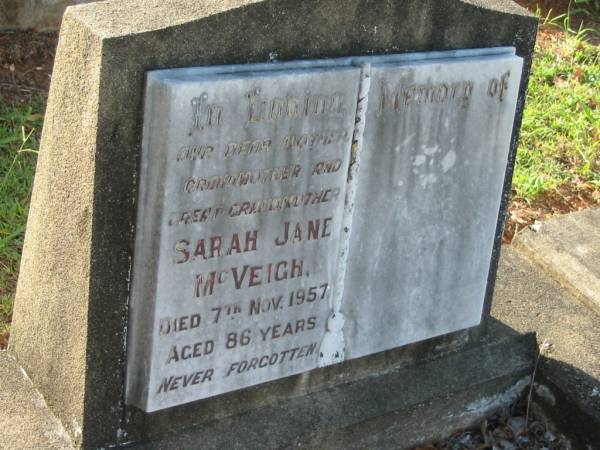 In Loving Memory of
OUR DEAR MOTHER
GRANDMOTHER AND
GREAT GRANDMOTHER
SARAH JANE
McVEIGH,
DIED 7TH NOV. 1957
AGED 86 YEARS
NEVER FORGOTTEN.